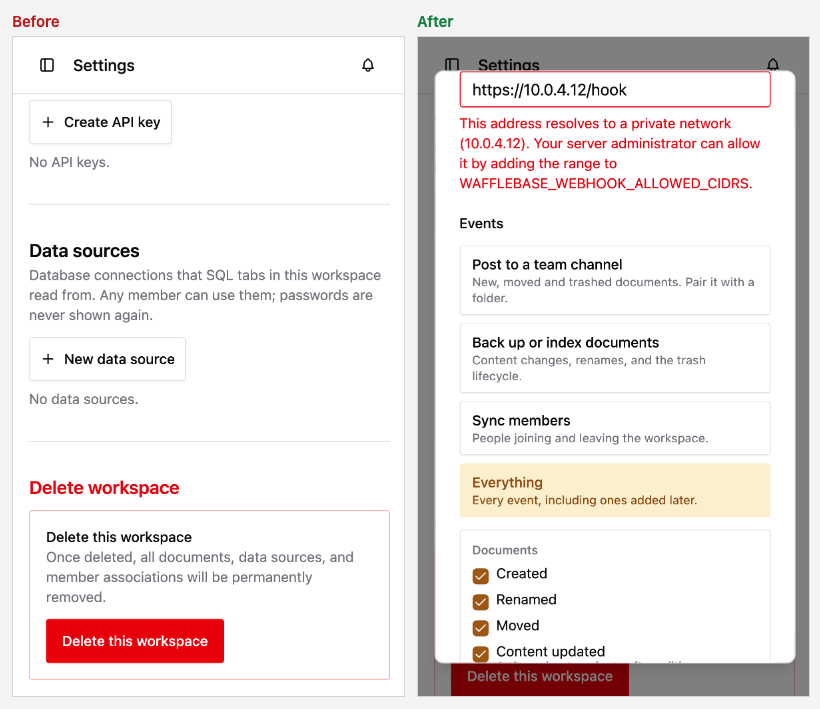 Before
Settings
Create API key
No API keys.
Data sources
Database connections that SQL tabs in this workspace
read from. Any member can use them; passwords are
never shown again.
New data source
No data sources.
Delete workspace
Delete this workspace
Once deleted, all documents, data sources, and
member associations will be permanently
removed.
Delete this workspace
After
Settings
https://10.0.4.12/hook
This address resolves to a private network
(10.0.4.12). Your server administrator can allow
it by adding the range to
WAFFLEBASE_WEBHOOK_ALLOWED_CIDRS.
Events
Post to a team channel
New, moved and trashed documents. Pair it with a
folder.
Back up or index documents
Content changes, renames, and the trash
lifecycle.
Sync members
People joining and leaving the workspace.
Everything
Every event, including ones added later.
Documents
Created
Renamed
Moved
Content updated
Delete this workspace